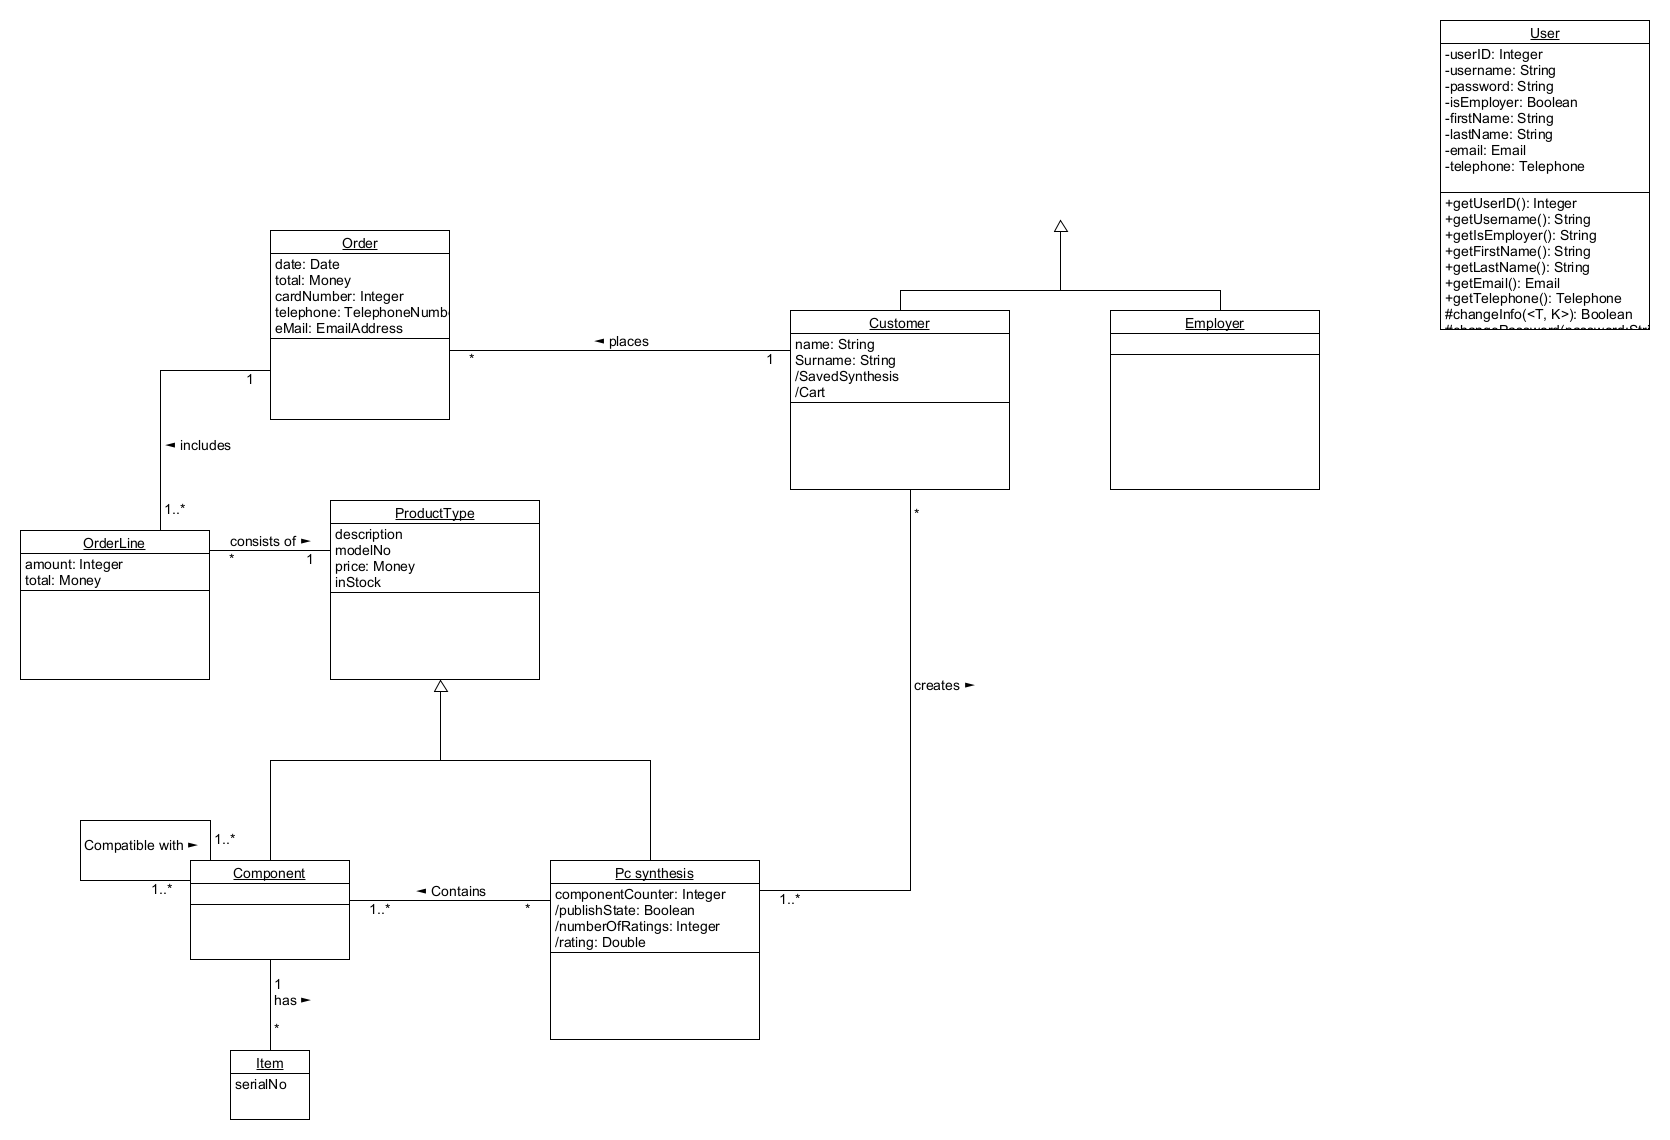 User
-userID: Integer
-username: String
-password: String
-isEmployer: Boolean
-firstName: String
-lastName: String
-email: Email
-telephone: Telephone
+getUserID(): Integer
+getUsername(): String
+getIsEmployer(): String
+getFirstName(): String
+getLastName(): String
+getEmail(): Email
+getTelephone(): Telephone
#changeInfo(<T, K>): Boolean
Order
date: Date
total: Money
cardNumber: Integer
telephone: TelephoneNumb
eMail: EmailAddress
◄ places
*
1
Customer
name: String
Surname: String
/SavedSynthesis
/Cart
Employer
1
◄ includes
1..*
OrderLine
amount: Integer
total: Money
consists of ►
*
1
ProductType
description
modelNo
price: Money
inStock
*
creates ►
1..*
Compatible with ►
1..*
1..*
Component
◄ Contains
1..*
*
Pc synthesis
componentCounter: Integer
/publishState: Boolean
/numberOfRatings: Integer
/rating: Double
1
has ►
*
Item
serialNo